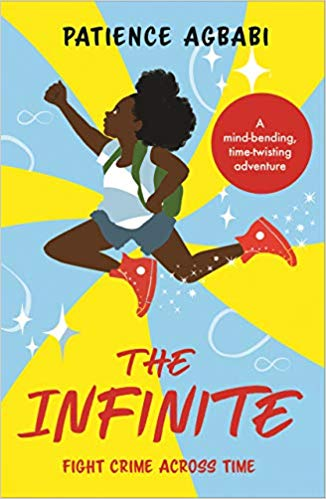 PATIENCE AGBABI
A
mind-bending,
time-twisting
adventure
THE
INFINITE
FIGHT CRIME ACROSS TIME